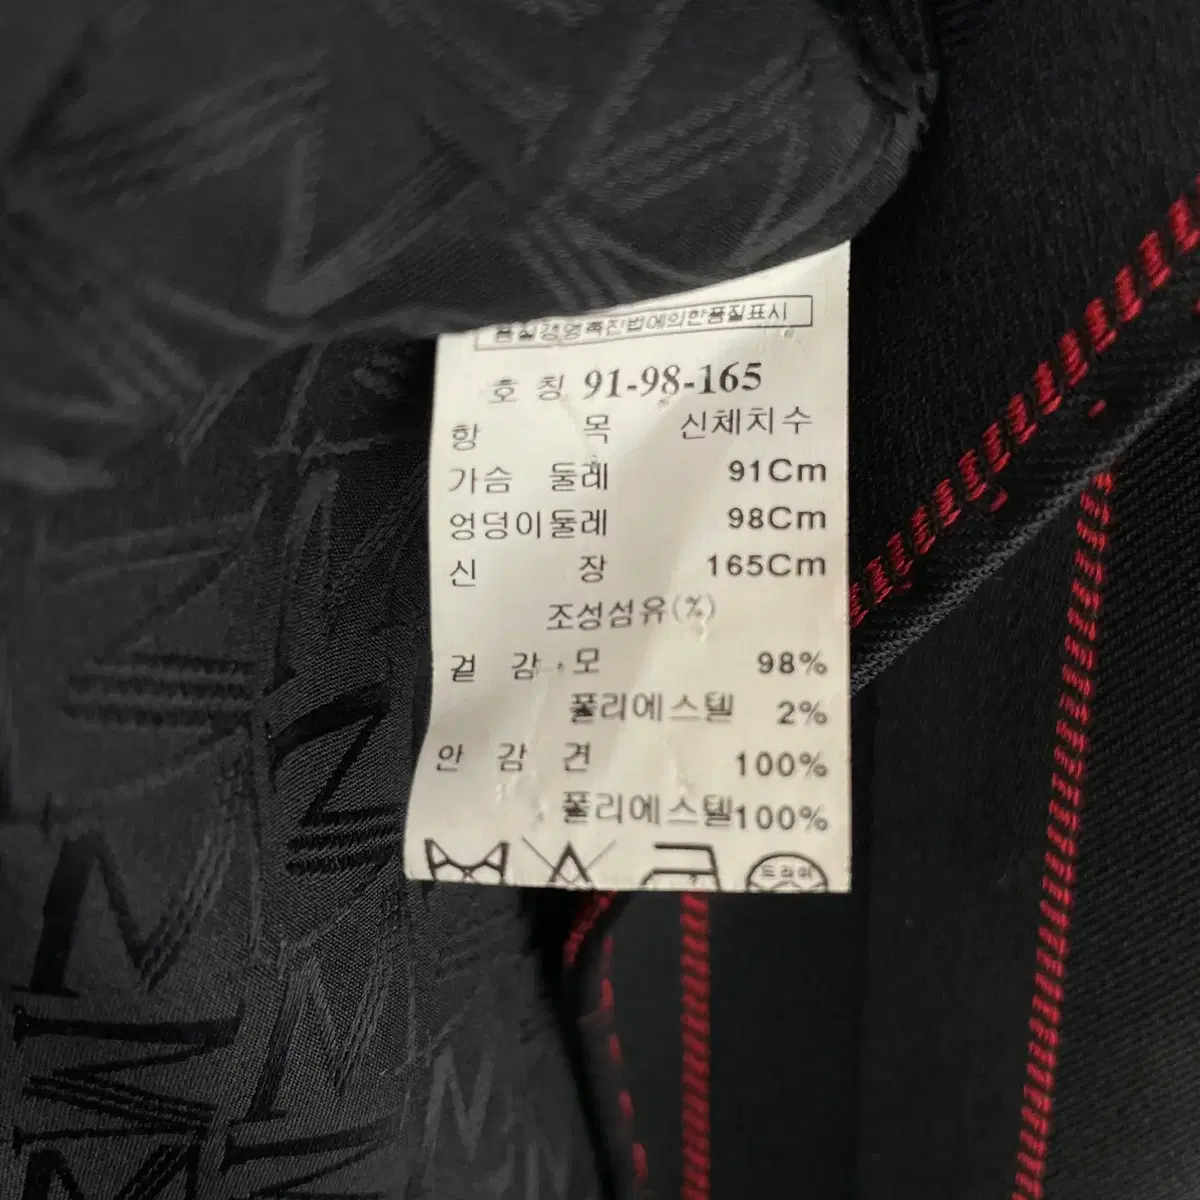 품질경영촉진법에의한품질표시
호 칭 91-98-165
항 목 신체치수
가슴 둘레 91Cm
엉덩이둘레 98Cm
신 장 165Cm
조성섬유(%)
겉 감 모 98%
폴리에스텔 2%
안 감 견 100%
폴리에스텔100%
드라이